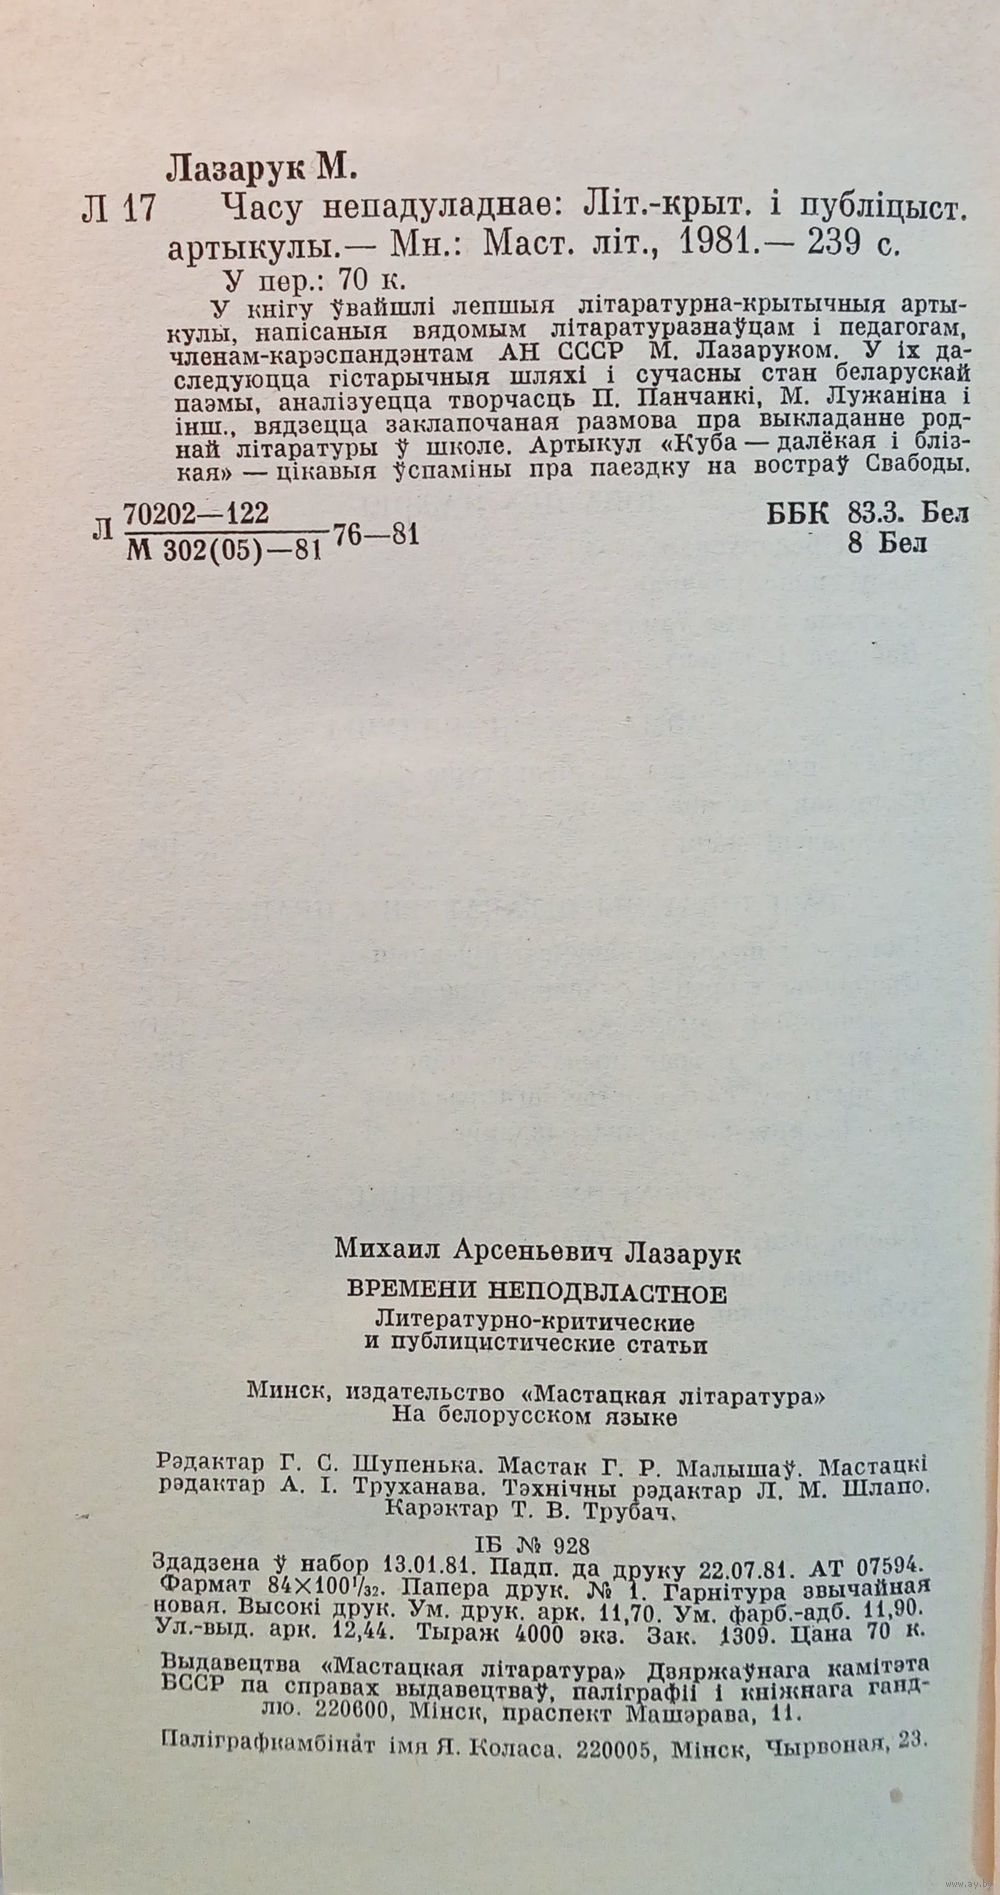 Лазарук М.
Л 17 Часу непадуладнае: Літ.-крыт. і публіцыст.
артыкулы.— Мн.: Маст. літ., 1981.— 239 с.
У пер.: 70 к.
У кнігу ўвайшлі лепшыя літаратурна-крытычныя арты-
кулы, напісаныя вядомым літаратуразнаўцам і педагогам,
членам-карэспандэнтам АН СССР М. Лазаруком. У іх да-
следуюцца гістарычныя шляхі і сучасны стан беларускай
паэмы, аналізуецца творчасць П. Панчанкі, М. Лужаніна і
інш., вядзецца заклапочаная размова пра выкладанне род-
най літаратуры ў школе. Артыкул «Куба — далёкая і бліз-
кая» — цікавыя ўспаміны пра паездку на востраў Свабоды.
70202—122
Л 76—81
М 302(05)—81
ББК 83.3. Бел
8 Бел
Михаил Арсеньевич Лазарук
ВРЕМЕНИ НЕПОДВЛАСТНОЕ
Литературно-критические
и публицистические статьи
Минск, издательство «Мастацкая літаратура»
На белорусском языке
Рэдактар Г. С. Шупенька. Мастак Г. Р. Малышаў. Мастацкі
рэдактар А. І. Труханава. Тэхнічны рэдактар Л. М. Шлапо.
Карэктар Т. В. Трубач.
ІБ № 928
Здадзена ў набор 13.01.81. Падп. да друку 22.07.81. АТ 07594.
Фармат 84×100¹/₃₂. Папера друк. № 1. Гарнітура звычайная
новая. Высокі друк. Ум. друк. арк. 11,70. Ум. фарб.-адб. 11,90.
Ул.-выд. арк. 12,44. Тыраж 4000 экз. Зак. 1309. Цана 70 к.
Выдавецтва «Мастацкая літаратура» Дзяржаўнага камітэта
БССР па справах выдавецтваў, паліграфіі і кніжнага ганд-
лю. 220600, Мінск, праспект Машэрава, 11.
Паліграфкамбінат імя Я. Коласа. 220005, Мінск, Чырвоная, 23.
www.ay.by